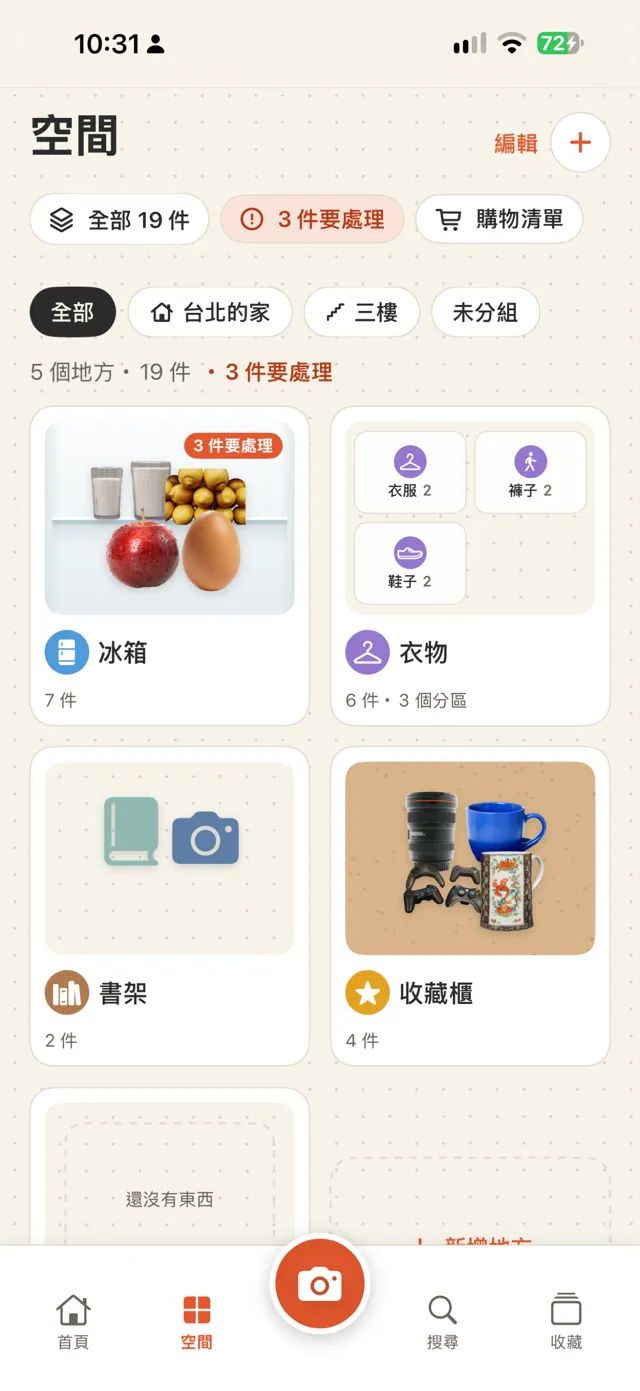 10:31
72
空間
編輯
全部 19 件
3 件要處理
購物清單
全部
台北的家
三樓
未分組
5 個地方・19 件 ・3 件要處理
3 件要處理
衣服 2
褲子 2
鞋子 2
冰箱
衣物
7 件
6 件・3 個分區
書架
收藏櫃
2 件
4 件
還沒有東西
新增地方
首頁
空間
搜尋
收藏